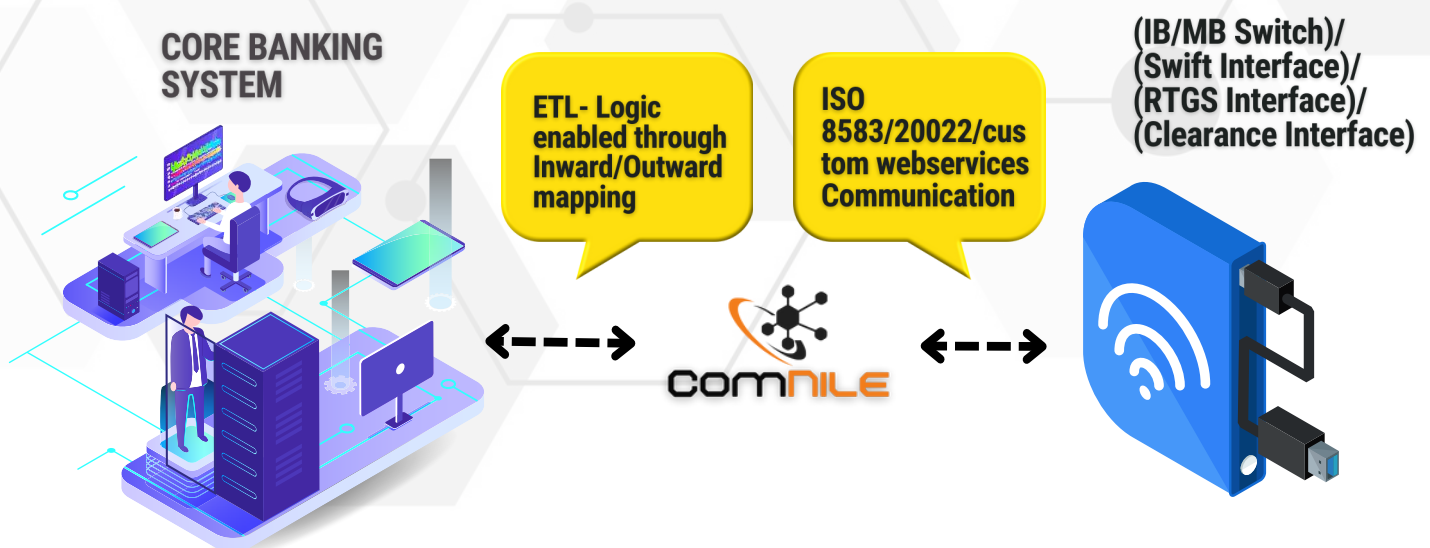 CORE BANKING
SYSTEM
ETL- Logic
enabled through
Inward/Outward
mapping
ISO
8583/20022/cus
tom webservices
Communication
(IB/MB Switch)/
(Swift Interface)/
(RTGS Interface)/
(Clearance Interface)
COMNILE